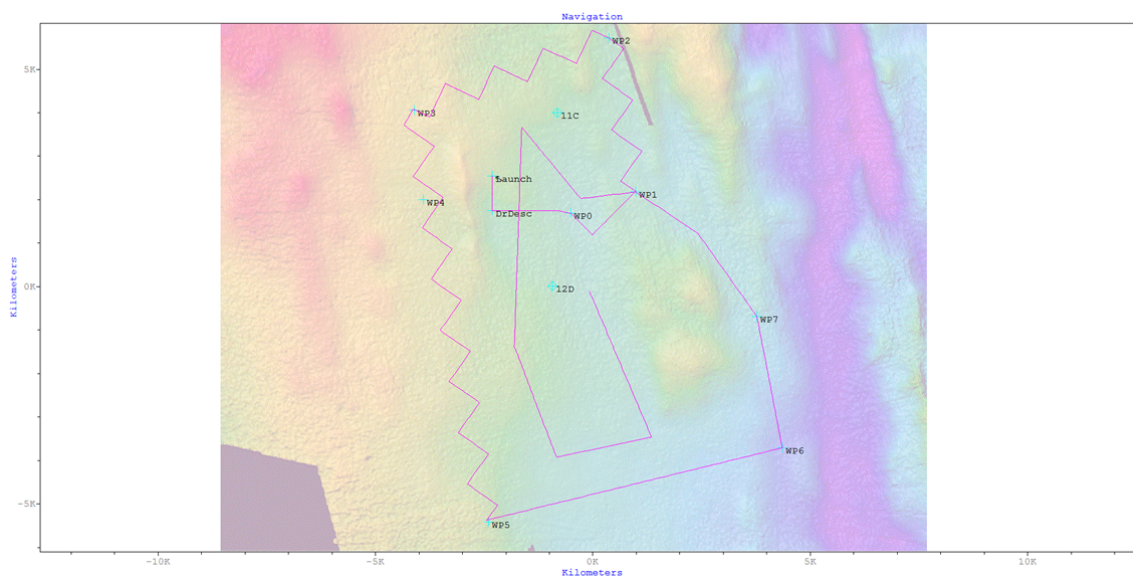 Navigation
WP2
5K
WP3
11C
Launch
WP1
WP4
DrDesc
WP0
Kilometers
0K
12D
WP7
WP6
-5K
WP5
-10K
-5K
0K
5K
10K
Kilometers